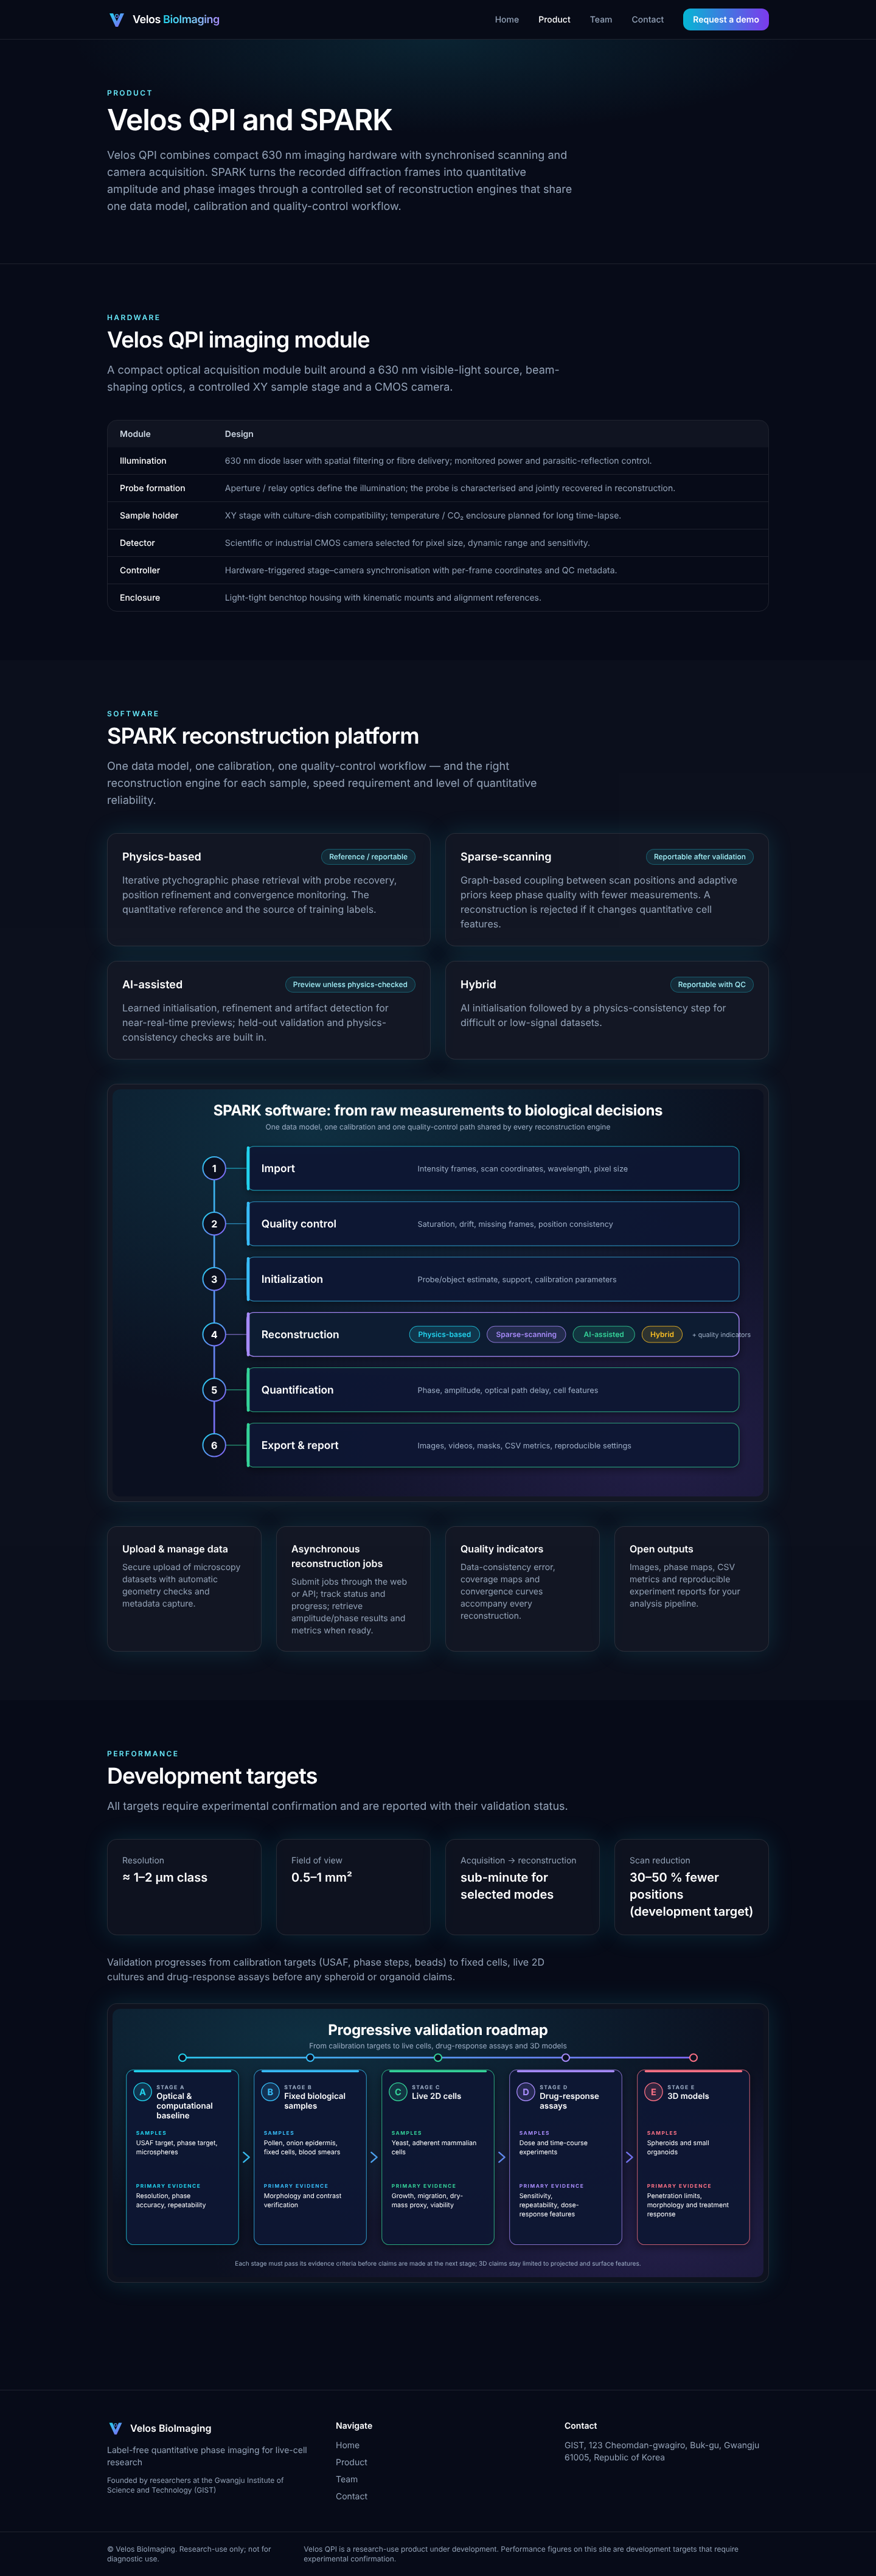 Velos BioImaging
Home
Product
Team
Contact
Request a demo
PRODUCT
Velos QPI and SPARK
Velos QPI combines compact 630 nm imaging hardware with synchronised scanning and
camera acquisition. SPARK turns the recorded diffraction frames into quantitative
amplitude and phase images through a controlled set of reconstruction engines that share
one data model, calibration and quality-control workflow.
HARDWARE
Velos QPI imaging module
A compact optical acquisition module built around a 630 nm visible-light source, beam-
shaping optics, a controlled XY sample stage and a CMOS camera.
Module Design
Illumination 630 nm diode laser with spatial filtering or fibre delivery; monitored power and parasitic-reflection control.
Probe formation Aperture / relay optics define the illumination; the probe is characterised and jointly recovered in reconstruction.
Sample holder XY stage with culture-dish compatibility; temperature / CO₂ enclosure planned for long time-lapse.
Detector Scientific or industrial CMOS camera selected for pixel size, dynamic range and sensitivity.
Controller Hardware-triggered stage–camera synchronisation with per-frame coordinates and QC metadata.
Enclosure Light-tight benchtop housing with kinematic mounts and alignment references.
SOFTWARE
SPARK reconstruction platform
One data model, one calibration, one quality-control workflow — and the right
reconstruction engine for each sample, speed requirement and level of quantitative
reliability.
Physics-based
Reference / reportable
Iterative ptychographic phase retrieval with probe recovery,
position refinement and convergence monitoring. The
quantitative reference and the source of training labels.
Sparse-scanning
Reportable after validation
Graph-based coupling between scan positions and adaptive
priors keep phase quality with fewer measurements. A
reconstruction is rejected if it changes quantitative cell
features.
AI-assisted
Preview unless physics-checked
Learned initialisation, refinement and artifact detection for
near-real-time previews; held-out validation and physics-
consistency checks are built in.
Hybrid
Reportable with QC
AI initialisation followed by a physics-consistency step for
difficult or low-signal datasets.
SPARK software: from raw measurements to biological decisions
One data model, one calibration and one quality-control path shared by every reconstruction engine
1 Import Intensity frames, scan coordinates, wavelength, pixel size
2 Quality control Saturation, drift, missing frames, position consistency
3 Initialization Probe/object estimate, support, calibration parameters
4 Reconstruction Physics-based Sparse-scanning AI-assisted Hybrid + quality indicators
5 Quantification Phase, amplitude, optical path delay, cell features
6 Export & report Images, videos, masks, CSV metrics, reproducible settings
Upload & manage data
Secure upload of microscopy
datasets with automatic
geometry checks and
metadata capture.
Asynchronous
reconstruction jobs
Submit jobs through the web
or API; track status and
progress; retrieve
amplitude/phase results and
metrics when ready.
Quality indicators
Data-consistency error,
coverage maps and
convergence curves
accompany every
reconstruction.
Open outputs
Images, phase maps, CSV
metrics and reproducible
experiment reports for your
analysis pipeline.
PERFORMANCE
Development targets
All targets require experimental confirmation and are reported with their validation status.
Resolution
≈ 1–2 µm class
Field of view
0.5–1 mm²
Acquisition → reconstruction
sub-minute for
selected modes
Scan reduction
30–50 % fewer
positions
(development target)
Validation progresses from calibration targets (USAF, phase steps, beads) to fixed cells, live 2D
cultures and drug-response assays before any spheroid or organoid claims.
Progressive validation roadmap
From calibration targets to live cells, drug-response assays and 3D models
A
STAGE A
Optical &
computational
baseline
SAMPLES
USAF target, phase target,
microspheres
PRIMARY EVIDENCE
Resolution, phase
accuracy, repeatability
B
STAGE B
Fixed biological
samples
SAMPLES
Pollen, onion epidermis,
fixed cells, blood smears
PRIMARY EVIDENCE
Morphology and contrast
verification
C
STAGE C
Live 2D cells
SAMPLES
Yeast, adherent mammalian
cells
PRIMARY EVIDENCE
Growth, migration, dry-
mass proxy, viability
D
STAGE D
Drug-response
assays
SAMPLES
Dose and time-course
experiments
PRIMARY EVIDENCE
Sensitivity,
repeatability, dose-
response features
E
STAGE E
3D models
SAMPLES
Spheroids and small
organoids
PRIMARY EVIDENCE
Penetration limits,
morphology and treatment
response
Each stage must pass its evidence criteria before claims are made at the next stage; 3D claims stay limited to projected and surface features.
Velos BioImaging
Label-free quantitative phase imaging for live-cell
research
Founded by researchers at the Gwangju Institute of
Science and Technology (GIST)
Navigate
Home
Product
Team
Contact
Contact
GIST, 123 Cheomdan-gwagiro, Buk-gu, Gwangju
61005, Republic of Korea
© Velos BioImaging. Research-use only; not for
diagnostic use.
Velos QPI is a research-use product under development. Performance figures on this site are development targets that require
experimental confirmation.